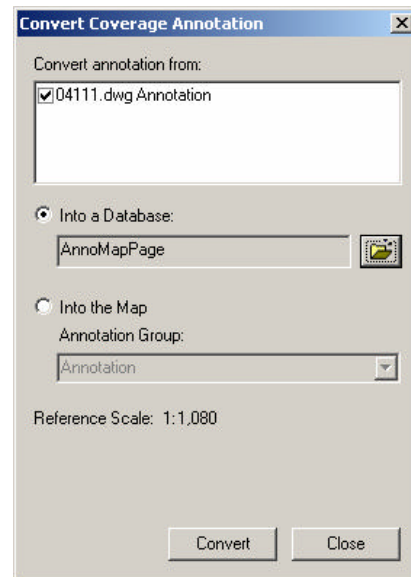 Convert Coverage Annotation
Convert annotation from:
04111.dwg Annotation
Into a Database:
AnnoMapPage
Into the Map
Annotation Group:
Annotation
Reference Scale: 1:1,080
Convert Close